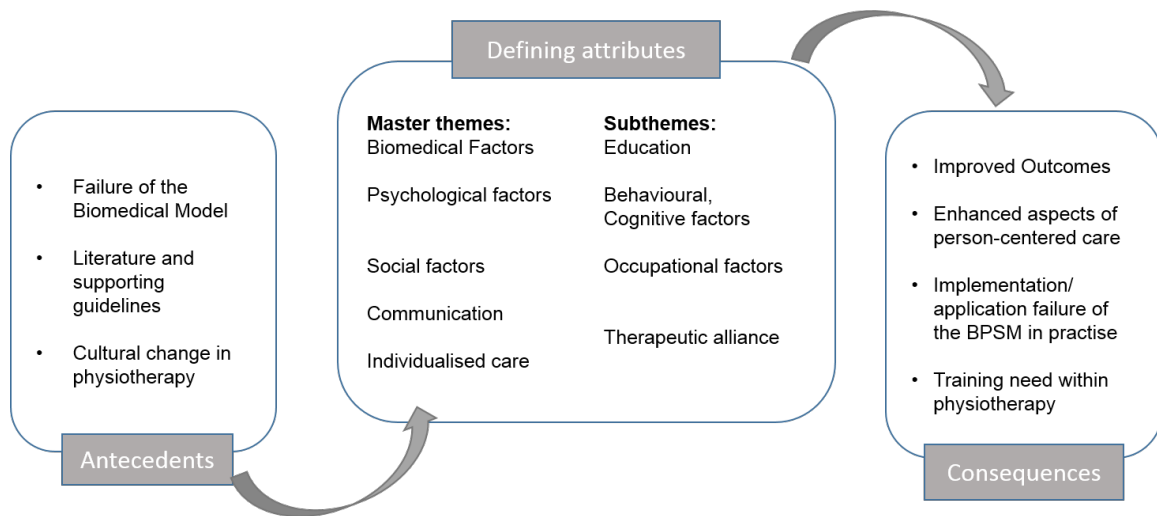 Antecedents
• Failure of the
Biomedical Model
• Literature and
supporting
guidelines
• Cultural change in
physiotherapy
Defining attributes
Master themes:
Biomedical Factors
Psychological factors
Social factors
Communication
Individualised care
Subthemes:
Education
Behavioural,
Cognitive factors
Occupational factors
Therapeutic alliance
• Improved Outcomes
• Enhanced aspects of
person-centered care
• Implementation/
application failure of
the BPSM in practise
• Training need within
physiotherapy
Consequences